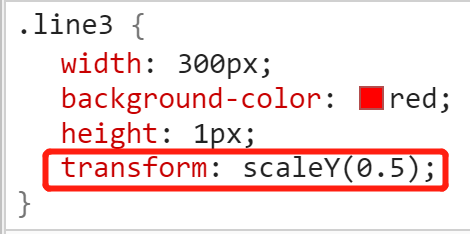 .line3 {
width: 300px;
background-color: red;
height: 1px;
transform: scaleY(0.5);
}